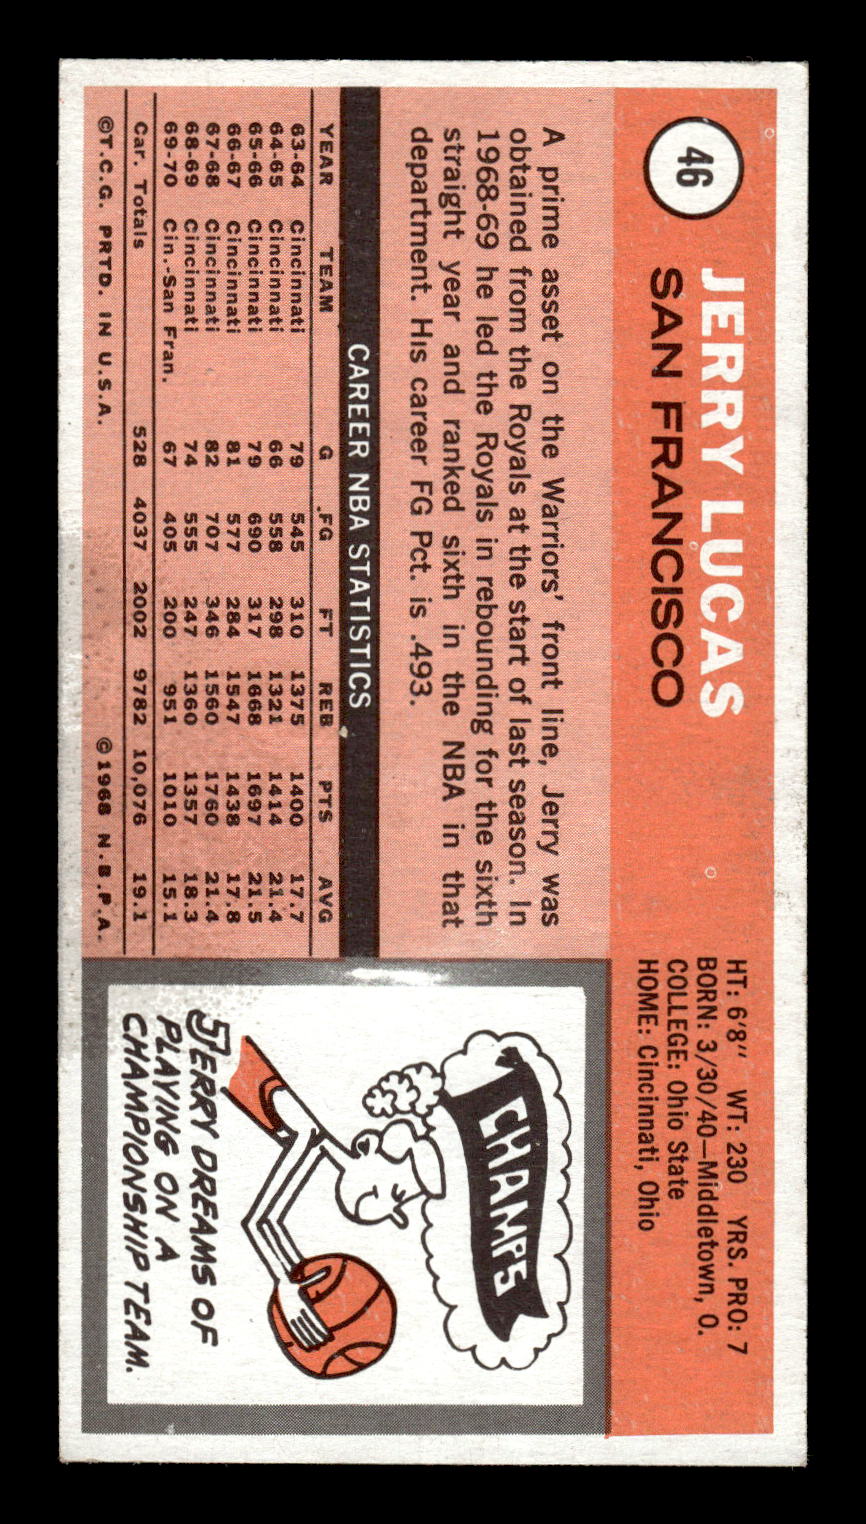 46
JERRY LUCAS
SAN FRANCISCO
HT: 6'8" WT: 230 YRS. PRO: 7
BORN: 3/30/40—Middletown, O.
COLLEGE: Ohio State
HOME: Cincinnati, Ohio
A prime asset on the Warriors' front line, Jerry was
obtained from the Royals at the start of last season. In
1968-69 he led the Royals in rebounding for the sixth
straight year and ranked sixth in the NBA in that
department. His career FG Pct. is .493.
CAREER NBA STATISTICS
YEAR TEAM G .FG FT REB PTS AVG
63-64 Cincinnati 79 545 310 1375 1400 17.7
64-65 Cincinnati 66 558 298 1321 1414 21.4
65-66 Cincinnati 79 690 317 1668 1697 21.5
66-67 Cincinnati 81 577 284 1547 1438 17.8
67-68 Cincinnati 82 707 346 1560 1760 21.4
68-69 Cincinnati 74 555 247 1360 1357 18.3
69-70 Cin.-San Fran. 67 405 200 951 1010 15.1
Car. Totals 528 4037 2002 9782 10,076 19.1
©T.C.G. PRTD. IN U.S.A. ©1968 N.B.P.A.
CHAMPS
JERRY DREAMS OF
PLAYING ON A
CHAMPIONSHIP TEAM.